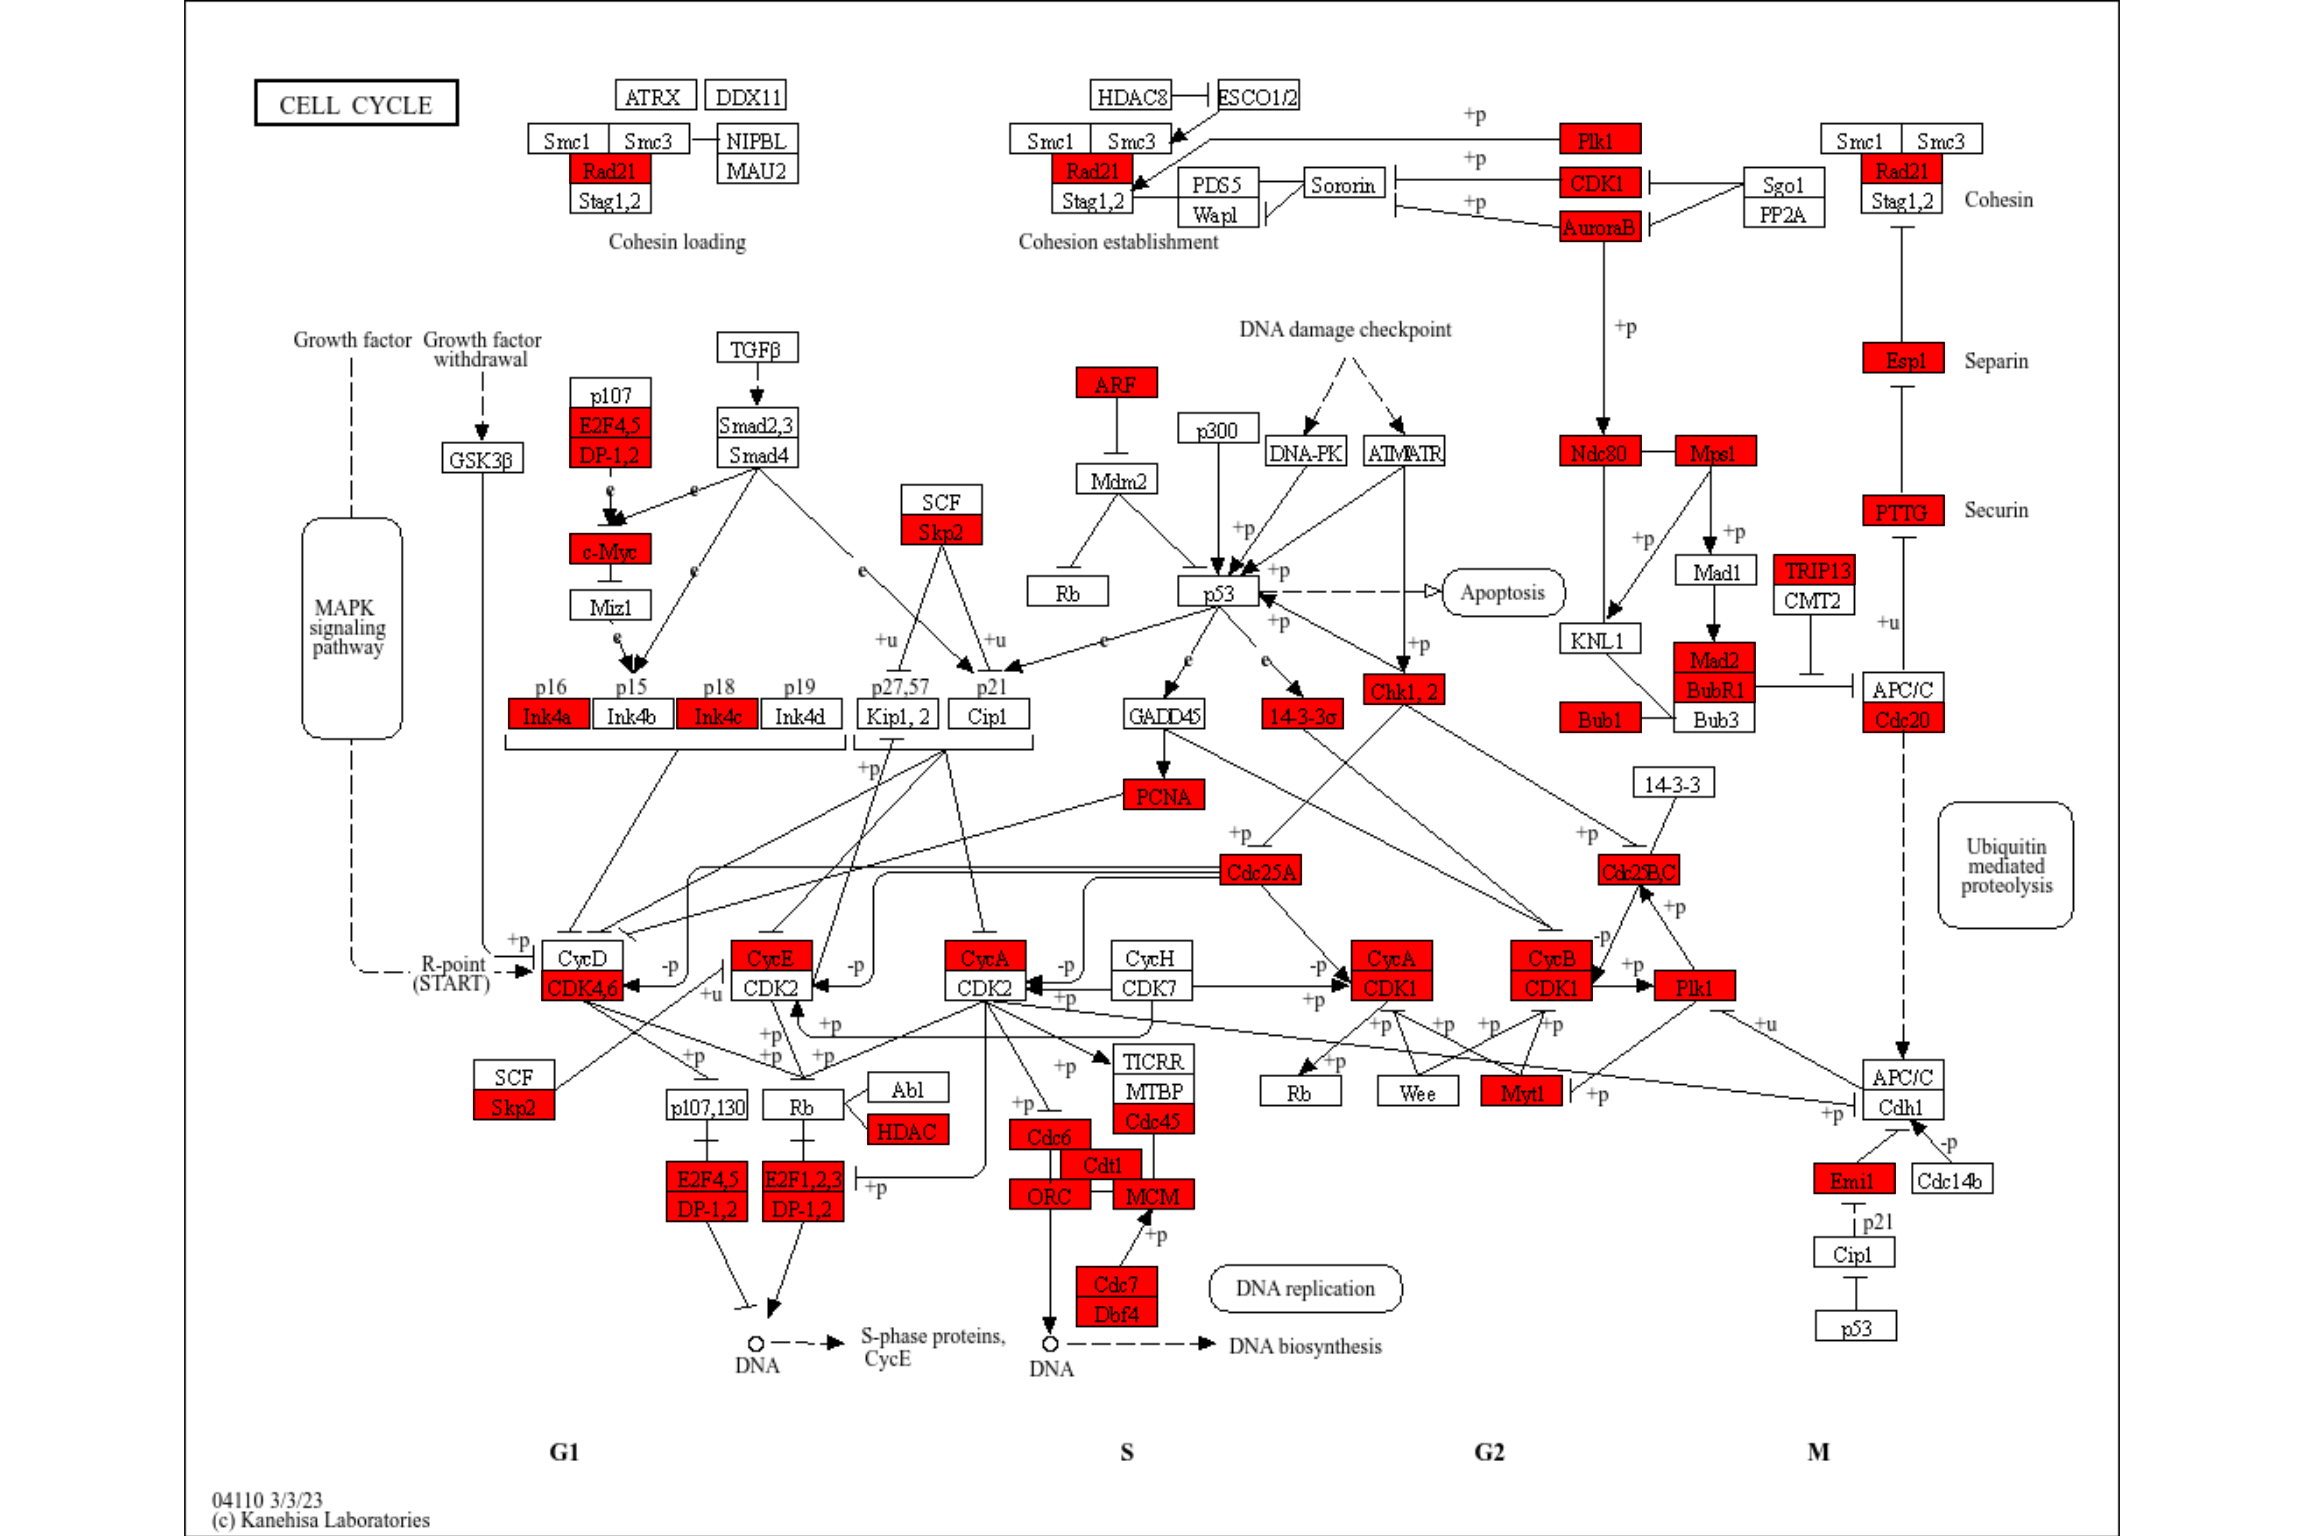 CELL CYCLE
ATRX
DDX11
HDAC8
ESCO1/2
+p
Smc1
Smc3
NIPBL
MAU2
Rad21
Stag1,2
Cohesin loading
Smc1
Smc3
Rad21
Stag1,2
PDS5
Wapl
Sororin
Cohesion establishment
Plk1
+p
CDK1
+p
AuroraB
Sgo1
PP2A
Smc1
Smc3
Rad21
Stag1,2
Cohesin
+p
Growth factor
Growth factor
withdrawal
TGFβ
DNA damage checkpoint
Esp1
Separin
p107
E2F4,5
DP-1,2
Smad2,3
Smad4
GSK3β
ARF
p300
DNA-PK
ATM/ATR
Mdm2
Ndc80
Mps1
e
e
SCF
Skp2
PTTG
Securin
c-Myc
Miz1
e
e
e
+p
+p
+p
+p
Mad1
TRIP13
CMT2
Rb
p53
Apoptosis
MAPK
signaling
pathway
+u
+u
e
e
e
+p
+p
KNL1
+u
Mad2
BubR1
Bub3
Bub1
p16
p15
p18
p19
p27,57
p21
Ink4a
Ink4b
Ink4c
Ink4d
Kip1, 2
Cip1
GADD45
14-3-3σ
Chk1, 2
APC/C
Cdc20
+p
PCNA
14-3-3
+p
+p
Cdc25A
Cdc25B,C
Ubiquitin
mediated
proteolysis
+p
R-point
(START)
+p
CycD
CDK4,6
-p
CycE
CDK2
+u
-p
CycA
CDK2
-p
+p
CycH
CDK7
-p
+p
CycA
CDK1
CycB
CDK1
-p
+p
Plk1
+p
+p
+p
+p
+p
+p
+p
+p
+p
+u
SCF
Skp2
p107,130
Rb
Abl
HDAC
+p
TICRR
MTBP
Cdc45
+p
Rb
Wee
Myt1
+p
+p
APC/C
Cdh1
+p
Cdc6
Cdt1
ORC
MCM
E2F4,5
DP-1,2
E2F1,2,3
DP-1,2
+p
-p
Emi1
Cdc14b
+p
p21
Cip1
Cdc7
Dbf4
DNA replication
p53
DNA
S-phase proteins,
CycE
DNA
DNA biosynthesis
G1
S
G2
M
04110 3/3/23
(c) Kanehisa Laboratories